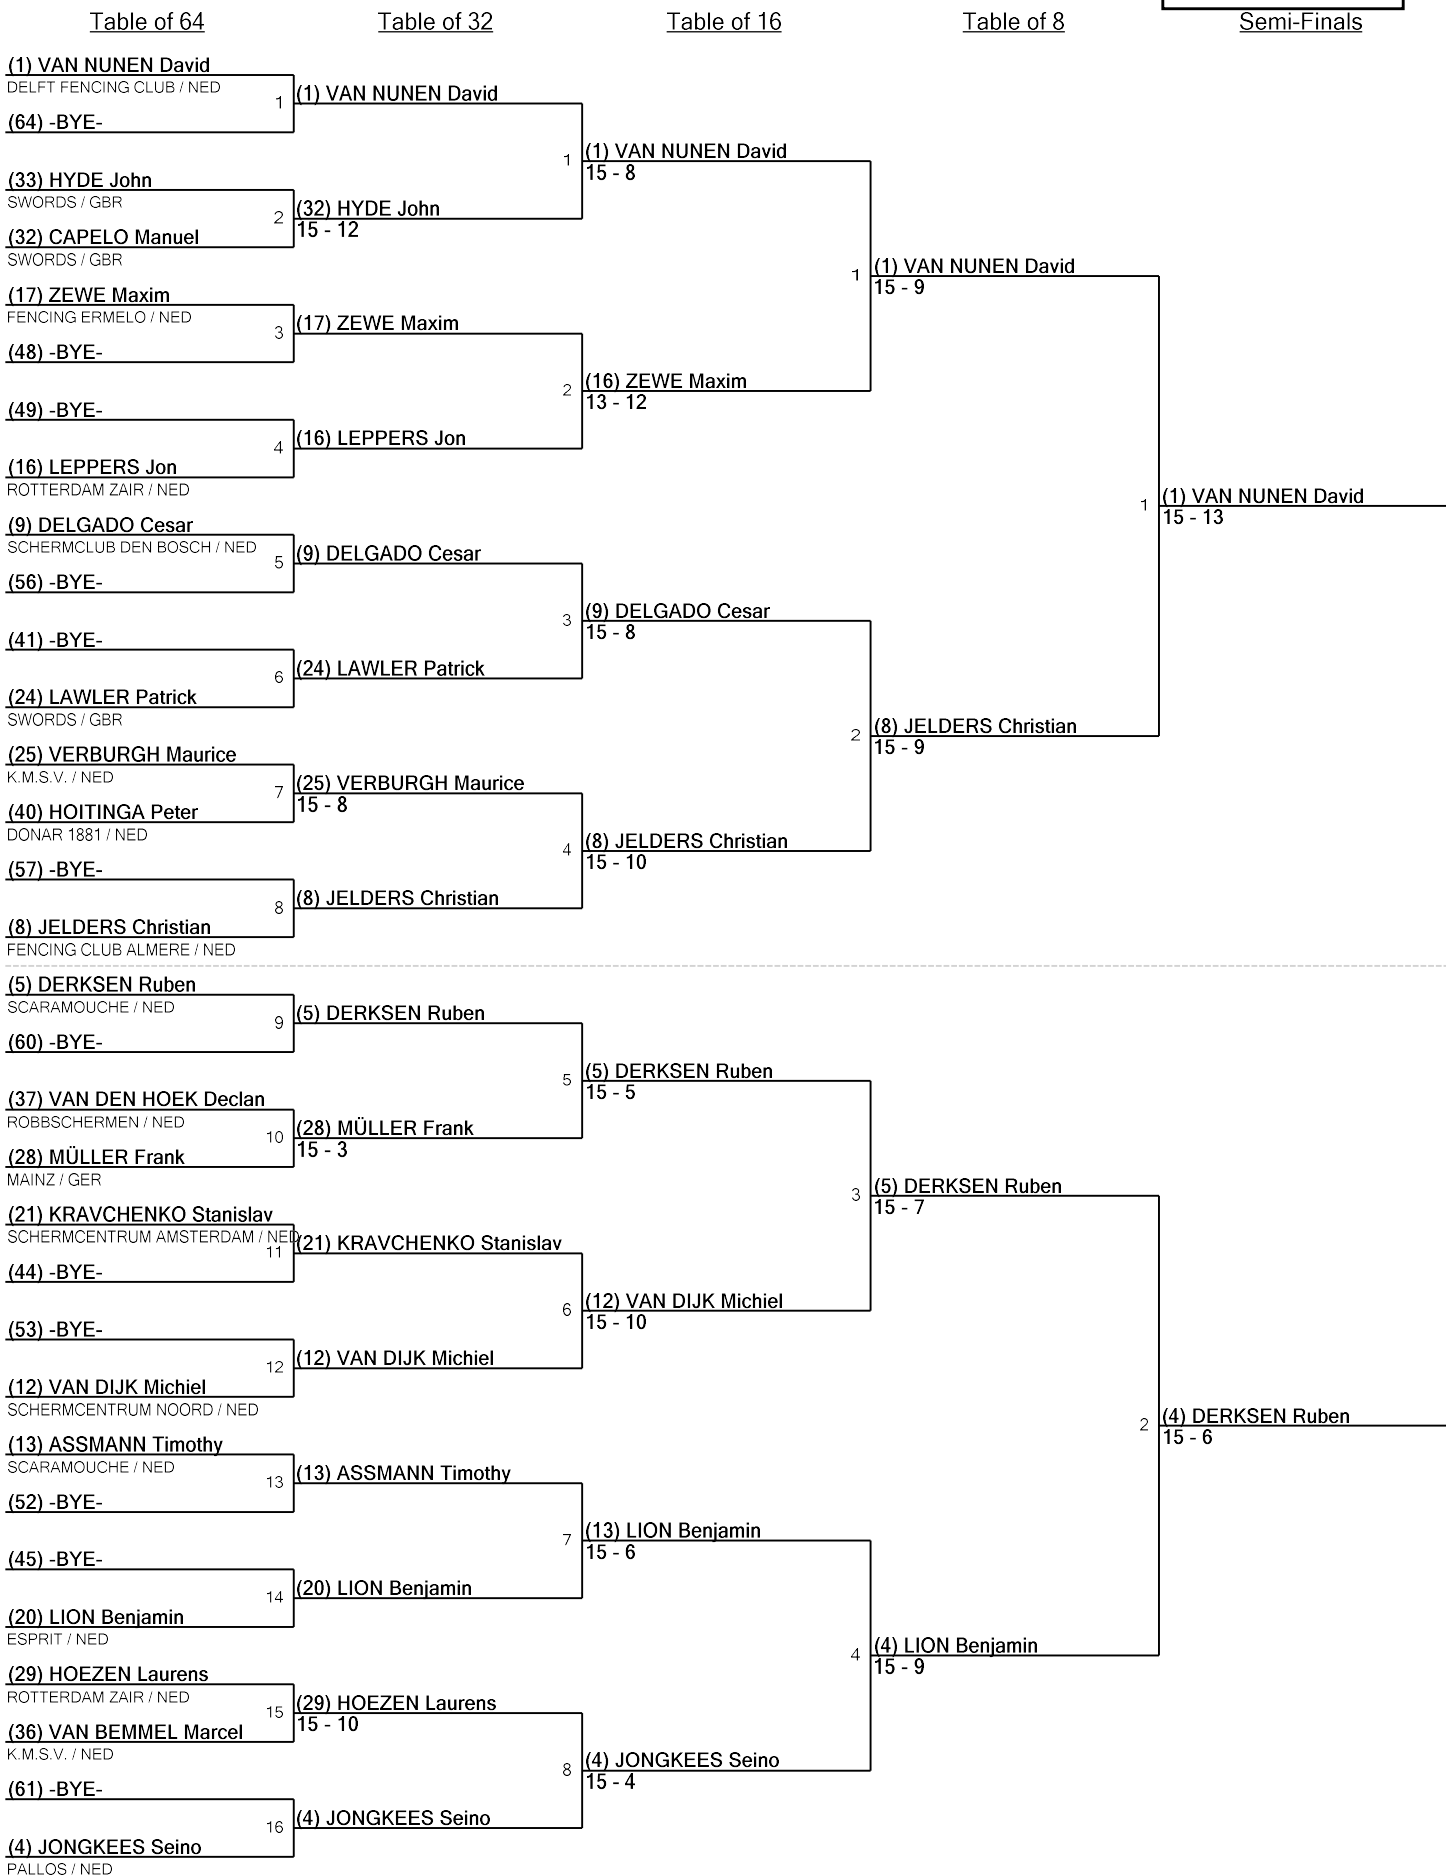 Table of 64
Table of 32
Table of 16
Table of 8
Semi-Finals
(1) VAN NUNEN David
DELFT FENCING CLUB / NED
1
(64) -BYE-
(33) HYDE John
SWORDS / GBR
2
(32) CAPELO Manuel
SWORDS / GBR
(17) ZEWE Maxim
FENCING ERMELO / NED
3
(48) -BYE-
(49) -BYE-
4
(16) LEPPERS Jon
ROTTERDAM ZAIR / NED
(9) DELGADO Cesar
SCHERMCLUB DEN BOSCH / NED
5
(56) -BYE-
(41) -BYE-
6
(24) LAWLER Patrick
SWORDS / GBR
(25) VERBURGH Maurice
K.M.S.V. / NED
7
(40) HOITINGA Peter
DONAR 1881 / NED
(57) -BYE-
8
(8) JELDERS Christian
FENCING CLUB ALMERE / NED
(5) DERKSEN Ruben
SCARAMOUCHE / NED
9
(60) -BYE-
(37) VAN DEN HOEK Declan
ROBBSCHERMEN / NED
10
(28) MÜLLER Frank
MAINZ / GER
(21) KRAVCHENKO Stanislav
SCHERMCENTRUM AMSTERDAM / NED
11
(44) -BYE-
(53) -BYE-
12
(12) VAN DIJK Michiel
SCHERMCENTRUM NOORD / NED
(13) ASSMANN Timothy
SCARAMOUCHE / NED
13
(52) -BYE-
(45) -BYE-
14
(20) LION Benjamin
ESPRIT / NED
(29) HOEZEN Laurens
ROTTERDAM ZAIR / NED
15
(36) VAN BEMMEL Marcel
K.M.S.V. / NED
(61) -BYE-
16
(4) JONGKEES Seino
PALLOS / NED
(1) VAN NUNEN David
1
(32) HYDE John
15 - 12
(17) ZEWE Maxim
2
(16) LEPPERS Jon
(9) DELGADO Cesar
3
(24) LAWLER Patrick
(25) VERBURGH Maurice
15 - 8
4
(8) JELDERS Christian
(5) DERKSEN Ruben
5
(28) MÜLLER Frank
15 - 3
(21) KRAVCHENKO Stanislav
6
(12) VAN DIJK Michiel
(13) ASSMANN Timothy
7
(20) LION Benjamin
(29) HOEZEN Laurens
15 - 10
8
(4) JONGKEES Seino
(1) VAN NUNEN David
15 - 8
1
(16) ZEWE Maxim
13 - 12
(9) DELGADO Cesar
15 - 8
2
(8) JELDERS Christian
15 - 10
(5) DERKSEN Ruben
15 - 5
3
(12) VAN DIJK Michiel
15 - 10
(13) LION Benjamin
15 - 6
4
(4) JONGKEES Seino
15 - 4
(1) VAN NUNEN David
15 - 9
1
(8) JELDERS Christian
15 - 9
(5) DERKSEN Ruben
15 - 7
2
(4) LION Benjamin
15 - 9
(1) VAN NUNEN David
15 - 13
(4) DERKSEN Ruben
15 - 6